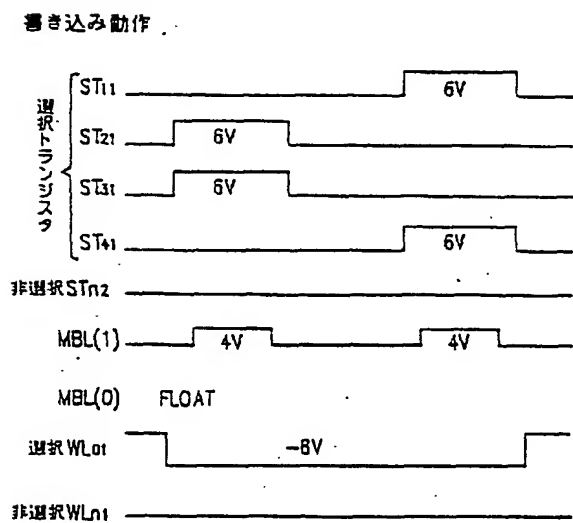 書き込み動作
選択トランジスタ
ST11 6V
ST21 6V
ST31 6V
ST41 6V
非選択STn2
MBL(1) 4V 4V
MBL(0) FLOAT
選択WL01 -8V
非選択WLn1